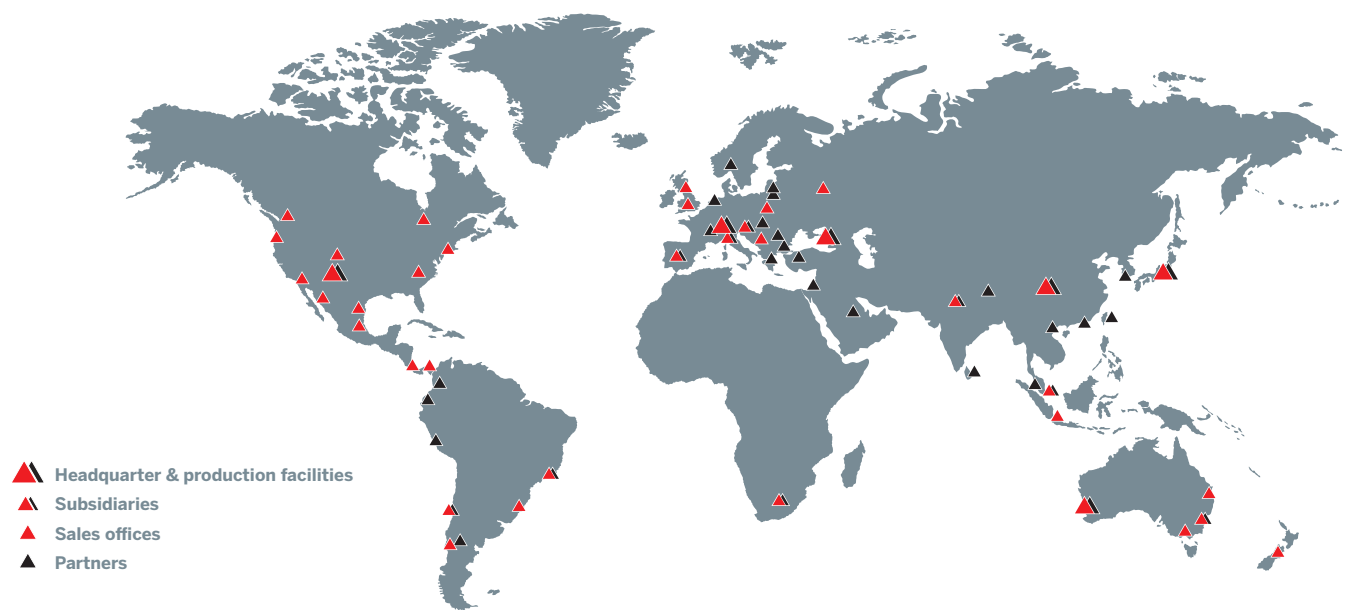 Headquarter & production facilities
Subsidiaries
Sales offices
Partners